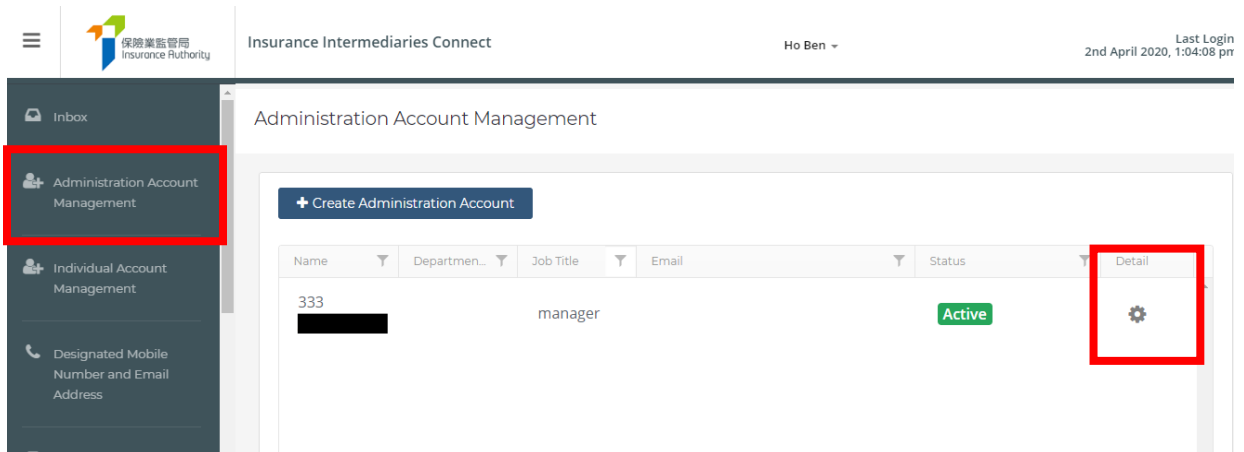 保險業監管局
Insurance Authority
Insurance Intermediaries Connect
Ho Ben
Last Login
2nd April 2020, 1:04:08 pm
Inbox
Administration Account
Management
Individual Account
Management
Designated Mobile
Number and Email
Address
Administration Account Management
Create Administration Account
Name
Departmen...
Job Title
Email
Status
Detail
333
manager
Active